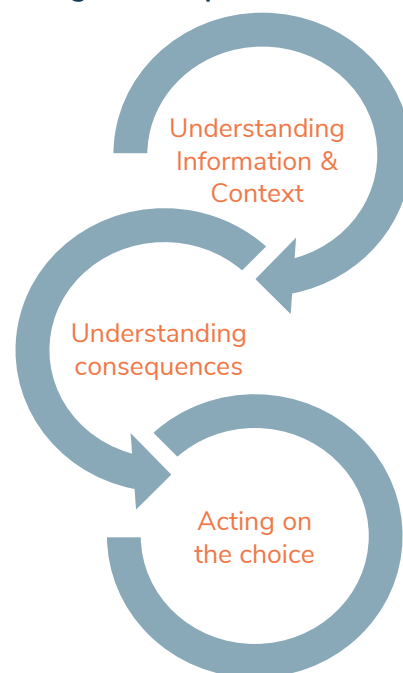 Understanding
Information &
Context
Understanding
consequences
Acting on
the choice